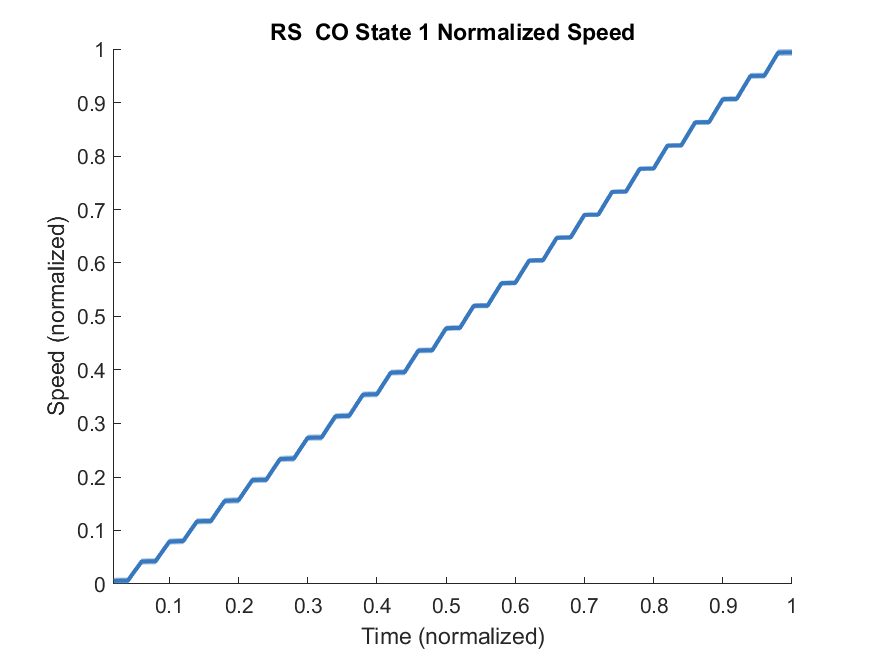 RS  CO State 1 Normalized Speed
1
0.9
0.8
0.7
0.6
0.5
0.4
0.3
0.2
0.1
0
Speed (normalized)
0.1 0.2 0.3 0.4 0.5 0.6 0.7 0.8 0.9 1
Time (normalized)